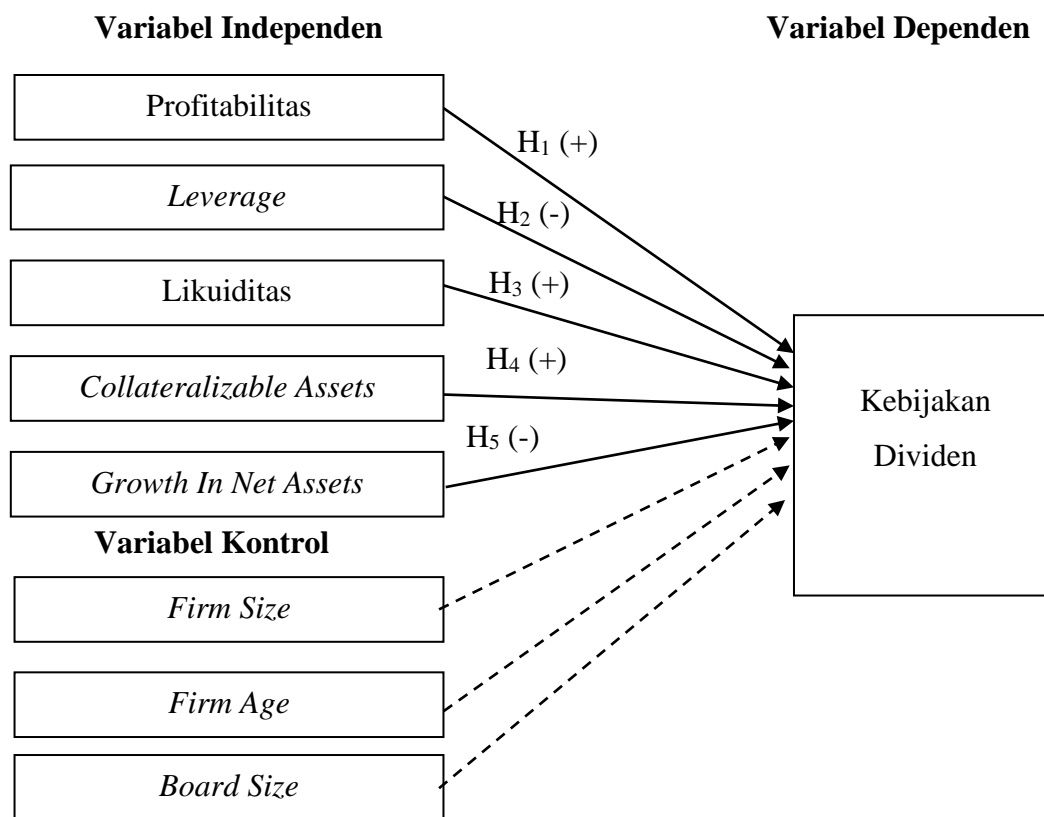 Variabel Independen
Variabel Dependen
Profitabilitas
H₁ (+)
Leverage
H₂ (-)
Likuiditas
H₃ (+)
Collateralizable Assets
H₄ (+)
Kebijakan
Dividen
H₅ (-)
Growth In Net Assets
Variabel Kontrol
Firm Size
Firm Age
Board Size